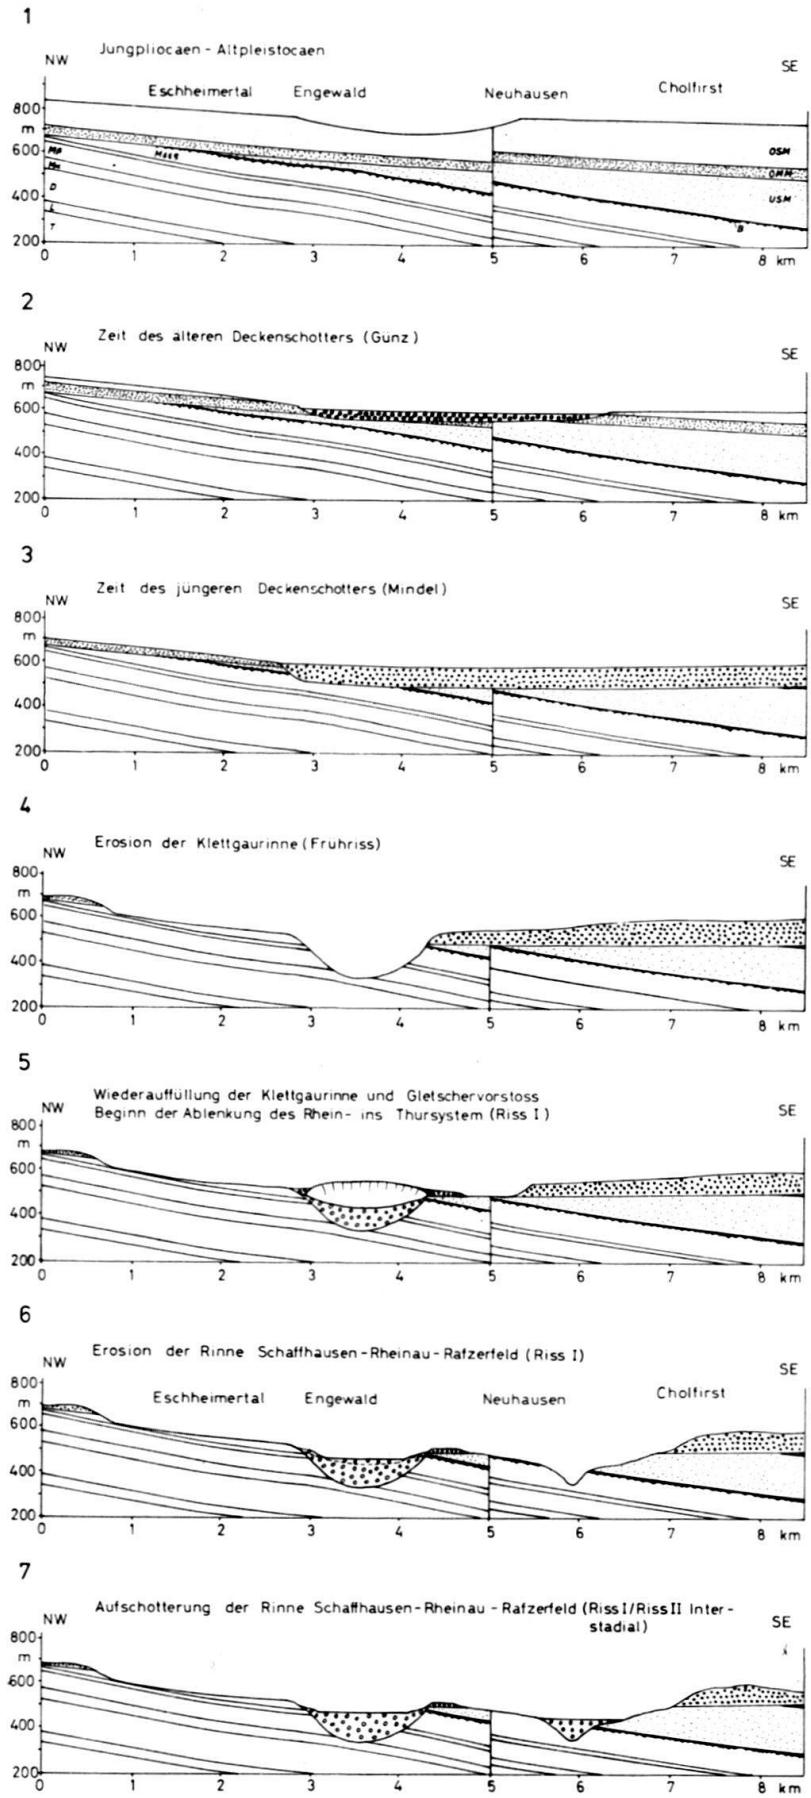 1
Jungpliocaen - Altpleistocaen
NW SE
Eschheimertal Engewald Neuhausen Cholfirst
800
m
600
400
200
OSM
OMM
USM
D
L
T
B
0 1 2 3 4 5 6 7 8 km
2
Zeit des älteren Deckenschotters (Günz)
NW SE
800
m
600
400
200
0 1 2 3 4 5 6 7 8 km
3
Zeit des jüngeren Deckenschotters (Mindel)
NW SE
800
m
600
400
200
0 1 2 3 4 5 6 7 8 km
4
Erosion der Klettgaurinne (Frühriss)
NW SE
800
m
600
400
200
0 1 2 3 4 5 6 7 8 km
5
Wiederauffüllung der Klettgaurinne und Gletschervorstoss
Beginn der Ablenkung des Rhein- ins Thursystem (Riss I)
NW SE
800
m
600
400
200
0 1 2 3 4 5 6 7 8 km
6
Erosion der Rinne Schaffhausen-Rheinau-Rafzerfeld (Riss I)
NW SE
Eschheimertal Engewald Neuhausen Cholfirst
800
m
600
400
200
0 1 2 3 4 5 6 7 8 km
7
Aufschotterung der Rinne Schaffhausen-Rheinau-Rafzerfeld (Riss I/Riss II Inter-
stadial)
NW SE
800
m
600
400
200
0 1 2 3 4 5 6 7 8 km